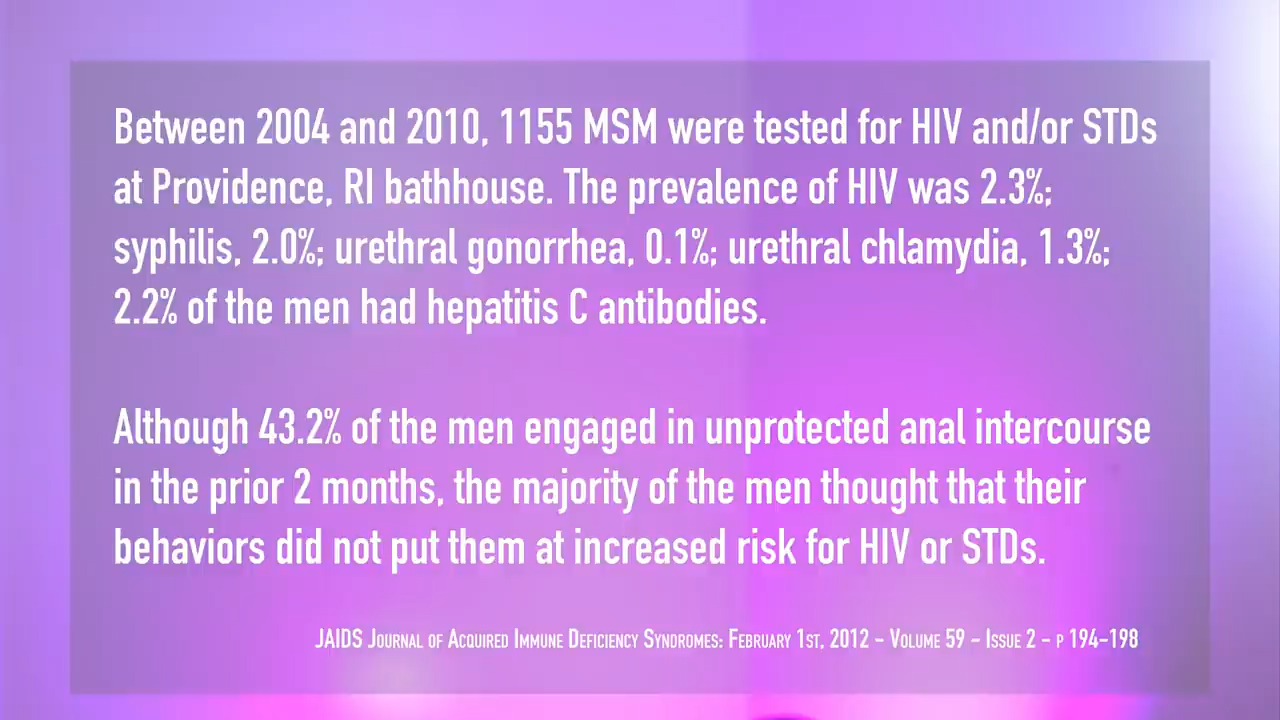 Between 2004 and 2010, 1155 MSM were tested for HIV and/or STDs
at Providence, RI bathhouse. The prevalence of HIV was 2.3%;
syphilis, 2.0%; urethral gonorrhea, 0.1%; urethral chlamydia, 1.3%;
2.2% of the men had hepatitis C antibodies.
Although 43.2% of the men engaged in unprotected anal intercourse
in the prior 2 months, the majority of the men thought that their
behaviors did not put them at increased risk for HIV or STDs.
JAIDS Journal of Acquired Immune Deficiency Syndromes: February 1st, 2012 - Volume 59 - Issue 2 - p 194-198